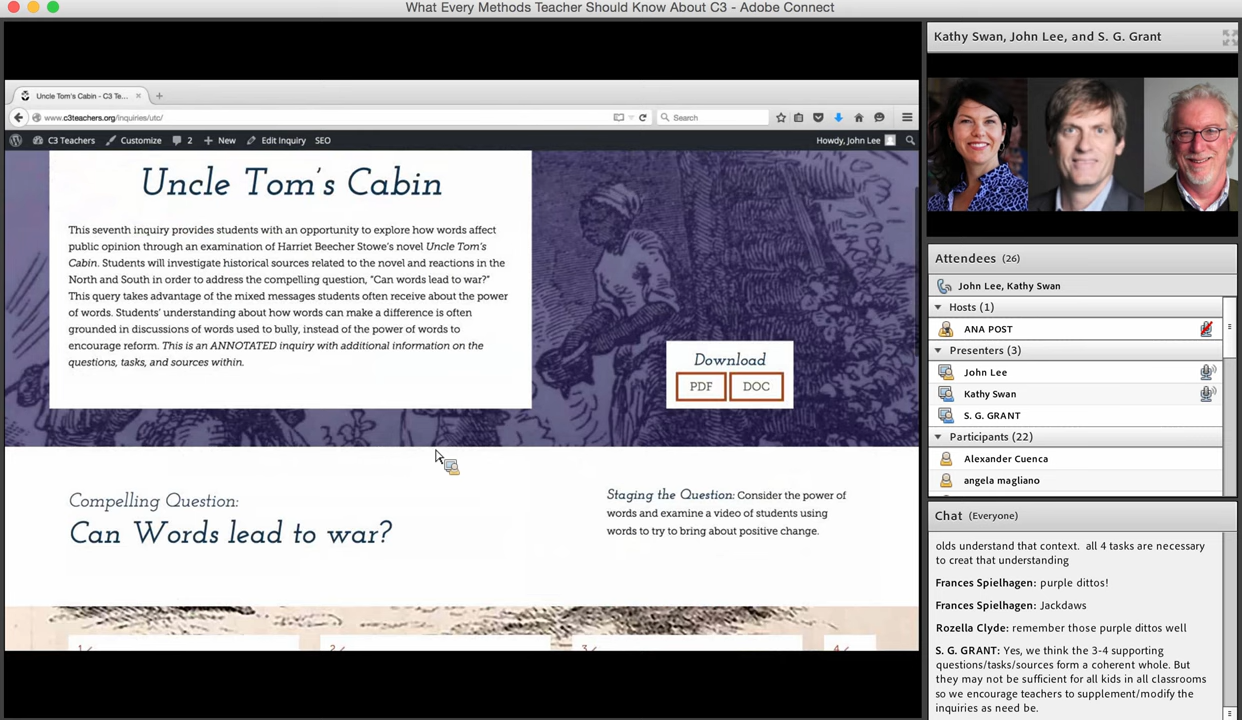 What Every Methods Teacher Should Know About C3 - Adobe Connect
Uncle Tom's Cabin - C3 Te...
www.c3teachers.org/inquiries/utc/
Search
C3 Teachers
Customize
2
New
Edit Inquiry
SEO
Howdy, John Lee
Uncle Tom's Cabin
This seventh inquiry provides students with an opportunity to explore how words affect
public opinion through an examination of Harriet Beecher Stowe's novel Uncle Tom's
Cabin. Students will investigate historical sources related to the novel and reactions in the
North and South in order to address the compelling question, "Can words lead to war?"
This query takes advantage of the mixed messages students often receive about the power
of words. Students' understanding about how words can make a difference is often
grounded in discussions of words used to bully, instead of the power of words to
encourage reform. This is an ANNOTATED inquiry with additional information on the
questions, tasks, and sources within.
Download
PDF
DOC
Compelling Question:
Can Words lead to war?
Staging the Question: Consider the power of
words and examine a video of students using
words to try to bring about positive change.
Kathy Swan, John Lee, and S. G. Grant
Attendees (26)
John Lee, Kathy Swan
Hosts (1)
ANA POST
Presenters (3)
John Lee
Kathy Swan
S. G. GRANT
Participants (22)
Alexander Cuenca
angela magliano
Chat (Everyone)
olds understand that context. all 4 tasks are necessary
to creat that understanding
Frances Spielhagen: purple dittos!
Frances Spielhagen: Jackdaws
Rozella Clyde: remember those purple dittos well
S. G. GRANT: Yes, we think the 3-4 supporting
questions/tasks/sources form a coherent whole. But
they may not be sufficient for all kids in all classrooms
so we encourage teachers to supplement/modify the
inquiries as need be.